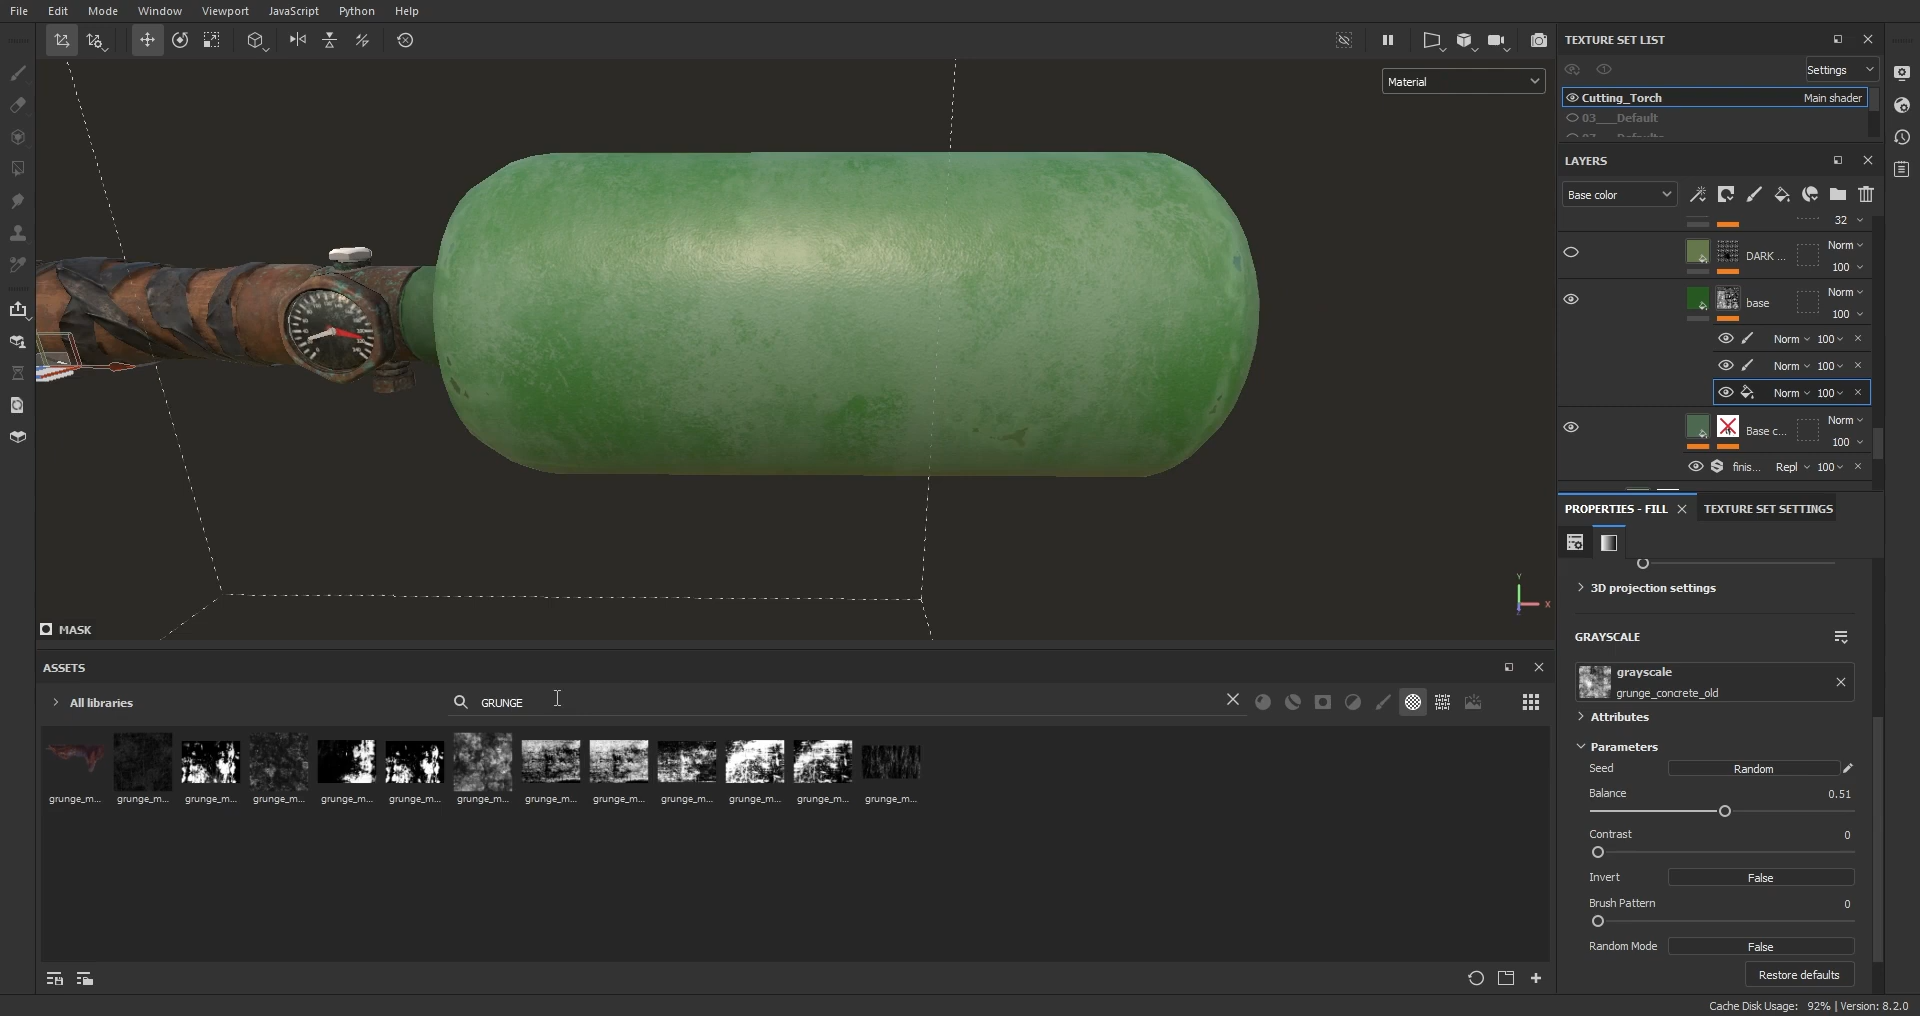 File Edit Mode Window Viewport JavaScript Python Help
Material
MASK
Y
X
ASSETS
All libraries
GRUNGE
grunge_m... grunge_m... grunge_m... grunge_m... grunge_m... grunge_m... grunge_m... grunge_m... grunge_m... grunge_m... grunge_m... grunge_m... grunge_m...
TEXTURE SET LIST
Settings
Cutting_Torch Main shader
03___Default
LAYERS
Base color
32
DARK ... Norm
100
base Norm
100
Norm 100
Norm 100
Norm 100
Base c... Norm
100
finis... Repl 100
PROPERTIES - FILL TEXTURE SET SETTINGS
3D projection settings
GRAYSCALE
grayscale
grunge_concrete_old
Attributes
Parameters
Seed Random
Balance 0.51
Contrast 0
Invert False
Brush Pattern 0
Random Mode False
Restore defaults
Cache Disk Usage: 92% | Version: 8.2.0